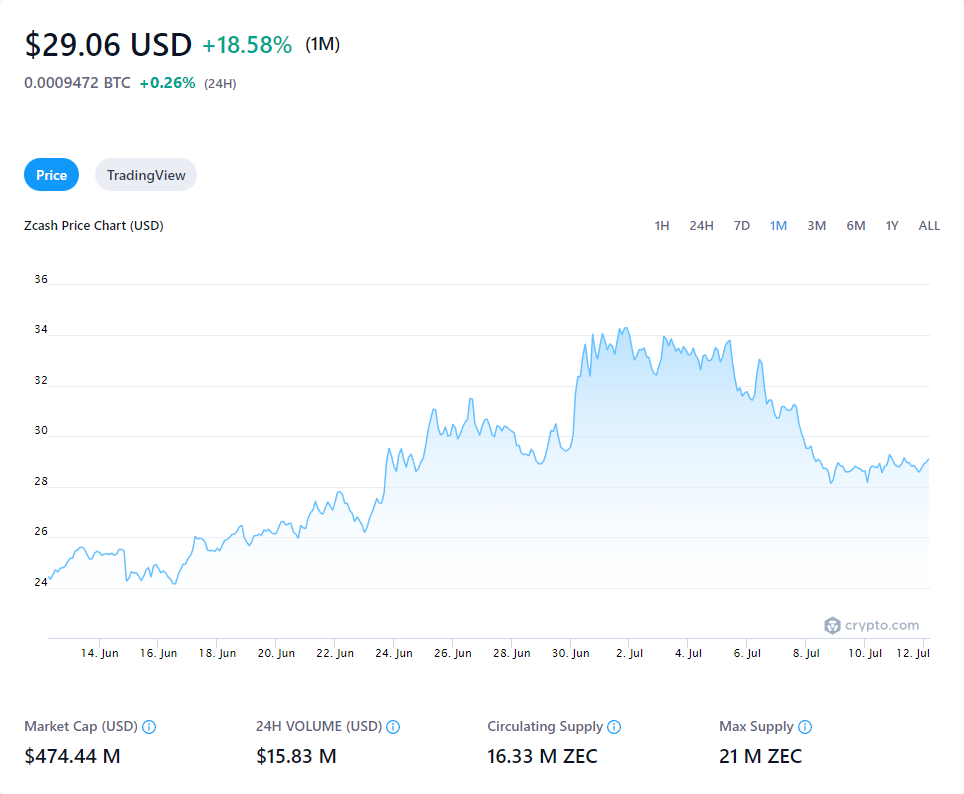 $29.06 USD +18.58% (1M)
0.0009472 BTC +0.26% (24H)
Price TradingView
Zcash Price Chart (USD) 1H 24H 7D 1M 3M 6M 1Y ALL
36
34
32
30
28
26
24
crypto.com
14. Jun 16. Jun 18. Jun 20. Jun 22. Jun 24. Jun 26. Jun 28. Jun 30. Jun 2. Jul 4. Jul 6. Jul 8. Jul 10. Jul 12. Jul
Market Cap (USD) 24H VOLUME (USD) Circulating Supply Max Supply
$474.44 M $15.83 M 16.33 M ZEC 21 M ZEC